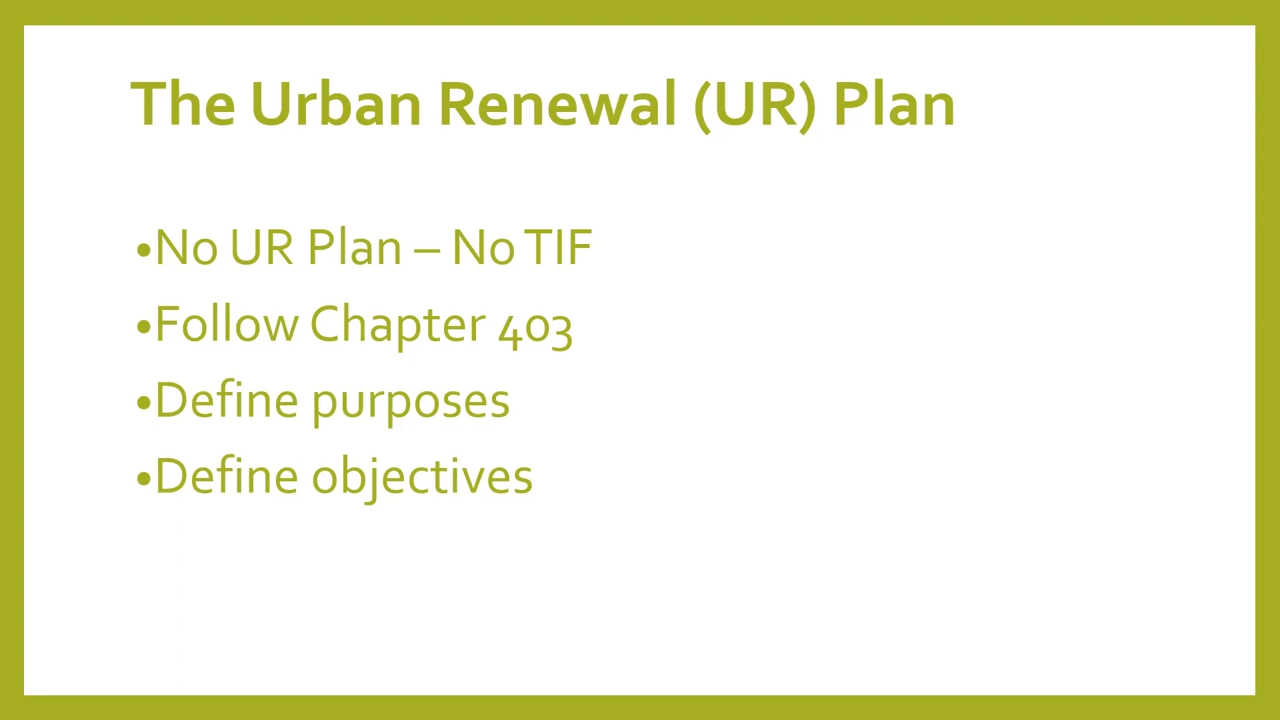 The Urban Renewal (UR) Plan
•No UR Plan – No TIF
•Follow Chapter 403
•Define purposes
•Define objectives